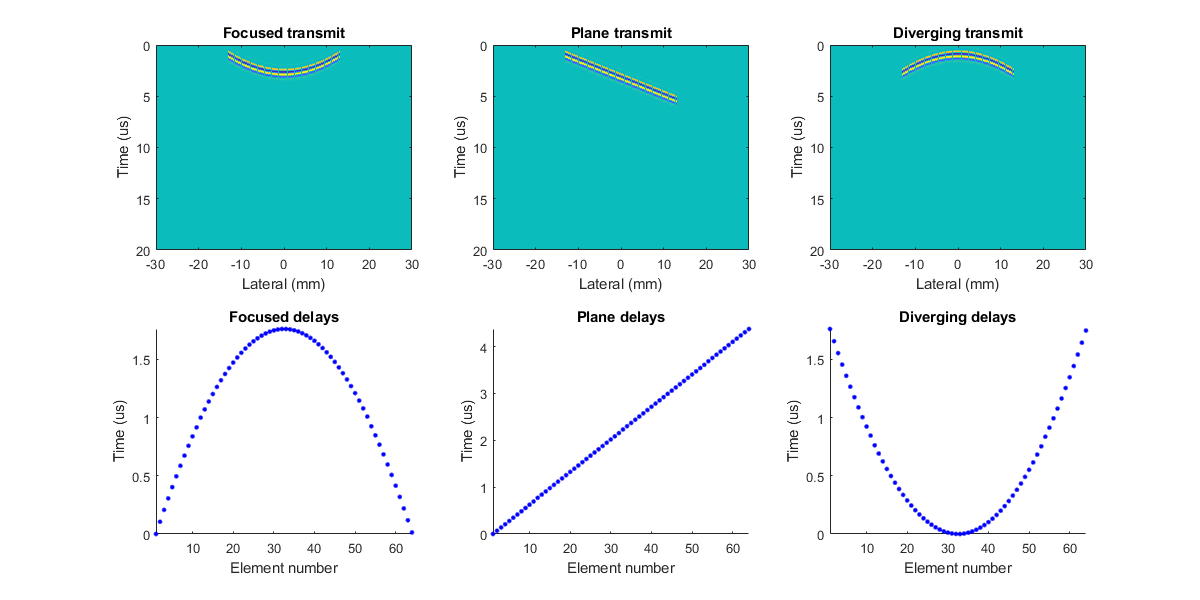 Focused transmit
0
5
10
15
20
Time (us)
-30 -20 -10 0 10 20 30
Lateral (mm)
Plane transmit
0
5
10
15
20
Time (us)
-30 -20 -10 0 10 20 30
Lateral (mm)
Diverging transmit
0
5
10
15
20
Time (us)
-30 -20 -10 0 10 20 30
Lateral (mm)
Focused delays
1.5
1
0.5
0
Time (us)
10 20 30 40 50 60
Element number
Plane delays
4
3
2
1
0
Time (us)
10 20 30 40 50 60
Element number
Diverging delays
1.5
1
0.5
0
Time (us)
10 20 30 40 50 60
Element number